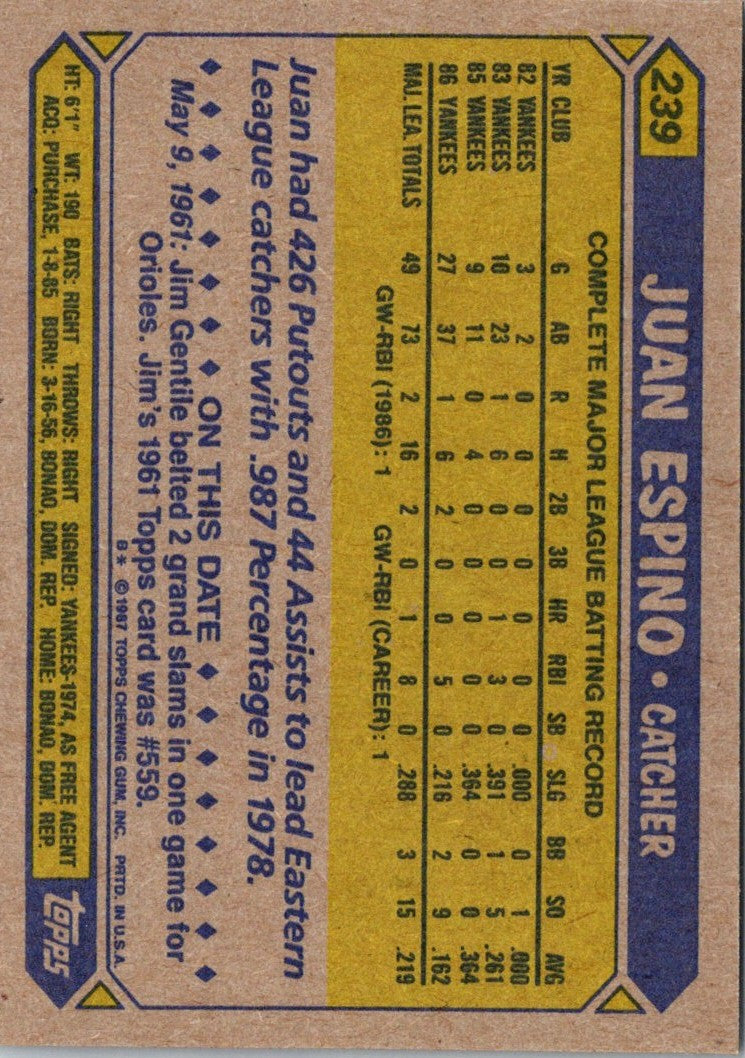 239 JUAN ESPINO • CATCHER
COMPLETE MAJOR LEAGUE BATTING RECORD
YR CLUB G AB R H 2B 3B HR RBI SB SLG BB SO AVG
82 YANKEES 3 2 0 0 0 0 0 0 0 .000 0 1 .000
83 YANKEES 10 23 1 6 0 0 1 3 0 .391 1 5 .261
85 YANKEES 9 11 0 4 0 0 0 0 0 .364 0 0 .364
86 YANKEES 27 37 1 6 2 0 0 5 0 .216 2 9 .162
MAJ. LEA. TOTALS 49 73 2 16 2 0 1 8 0 .288 3 15 .219
GW-RBI (1986): 1 GW-RBI (CAREER): 1
Juan had 426 Putouts and 44 Assists to lead Eastern
League catchers with .987 Percentage in 1978.
ON THIS DATE
May 9, 1961: Jim Gentile belted 2 grand slams in one game for
Orioles. Jim's 1961 Topps card was #559.
B* © 1987 TOPPS CHEWING GUM, INC. PRTD. IN U.S.A.
HT: 6'1" WT: 190 BATS: RIGHT THROWS: RIGHT SIGNED: YANKEES-1974, AS FREE AGENT
ACQ: PURCHASE, 1-8-85 BORN: 3-16-56, BONAO, DOM. REP. HOME: BONAO, DOM. REP.
TOPPS